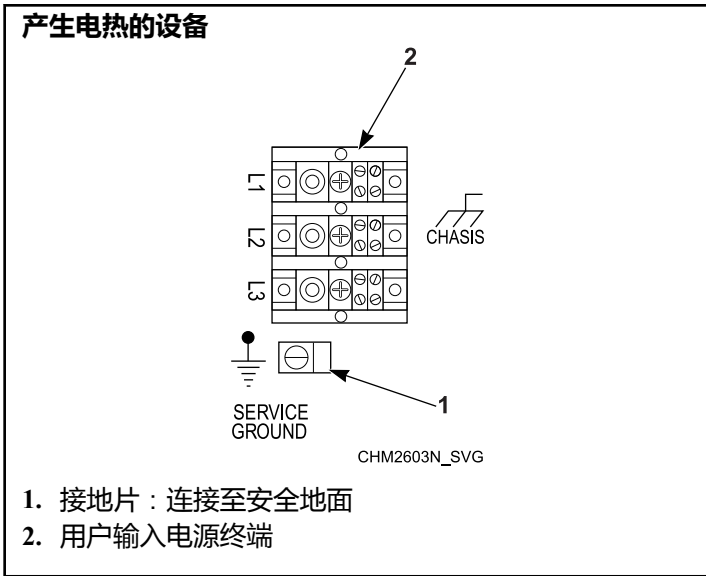 产生电热的设备
2
L1
L2
L3
CHASIS
1
SERVICE
GROUND
CHM2603N_SVG
1. 接地片：连接至安全地面
2. 用户输入电源终端